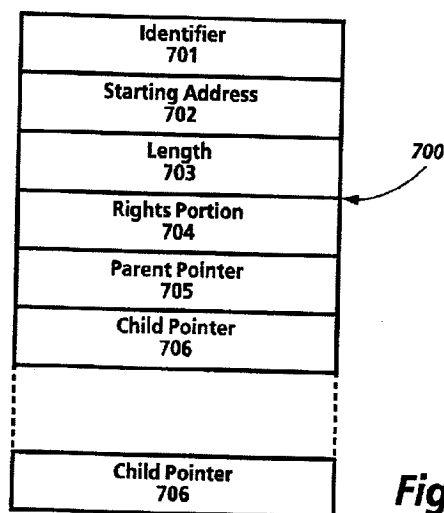 Identifier
701
Starting Address
702
Length
703
700
Rights Portion
704
Parent Pointer
705
Child Pointer
706
Child Pointer
706
Fig